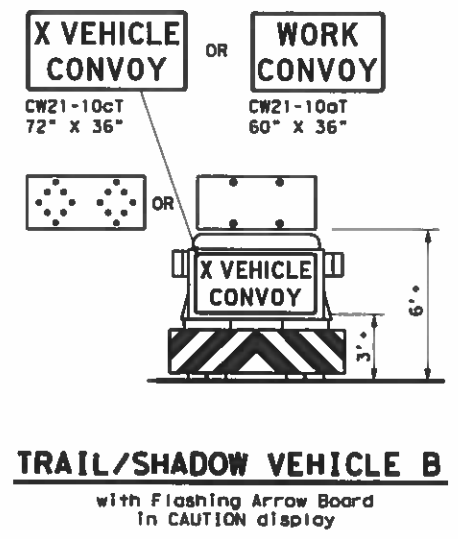 X VEHICLE
CONVOY
OR
WORK
CONVOY
CW21-10cT
72" X 36"
CW21-10aT
60" X 36"
OR
X VEHICLE
CONVOY
6'+
3'+
TRAIL/SHADOW VEHICLE B
with Flashing Arrow Board
in CAUTION display